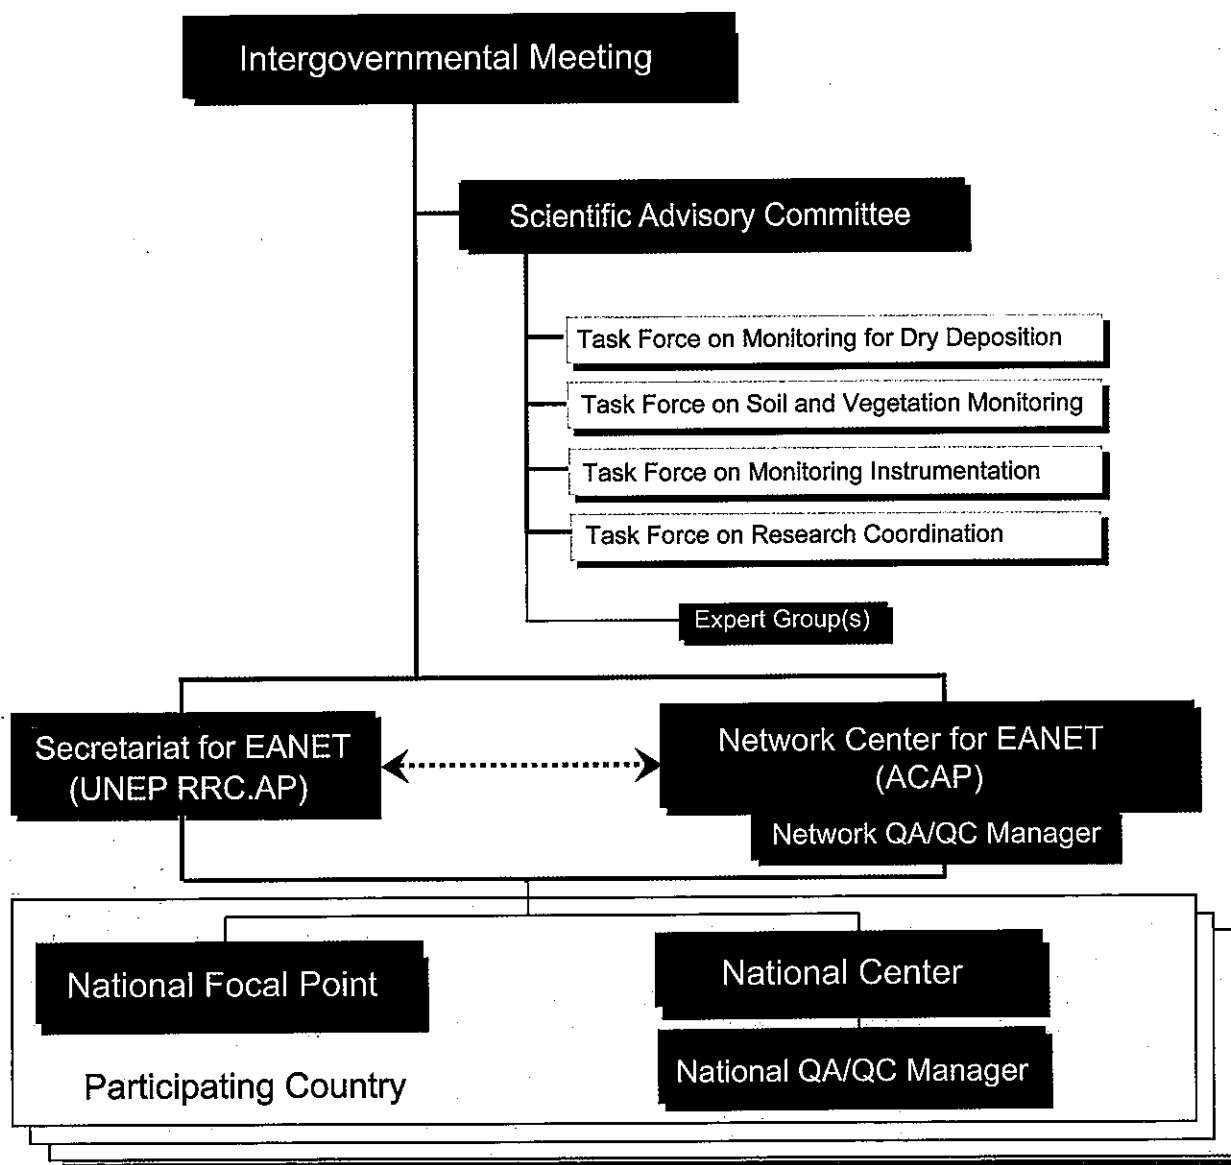 Intergovernmental Meeting
Scientific Advisory Committee
Task Force on Monitoring for Dry Deposition
Task Force on Soil and Vegetation Monitoring
Task Force on Monitoring Instrumentation
Task Force on Research Coordination
Expert Group(s)
Secretariat for EANET
(UNEP RRC.AP)
Network Center for EANET
(ACAP)
Network QA/QC Manager
National Focal Point
National Center
National QA/QC Manager
Participating Country